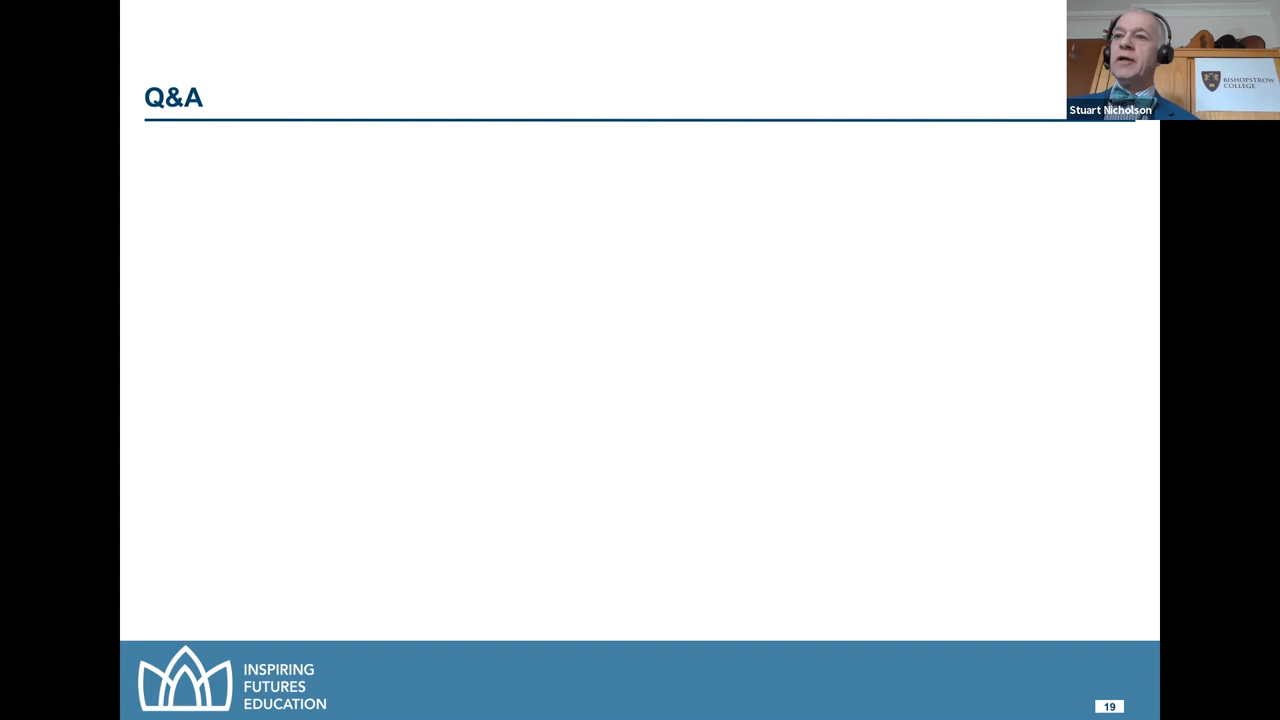 Q&A
BISHOPSTROW
COLLEGE
Stuart Nicholson
INSPIRING
FUTURES
EDUCATION
19